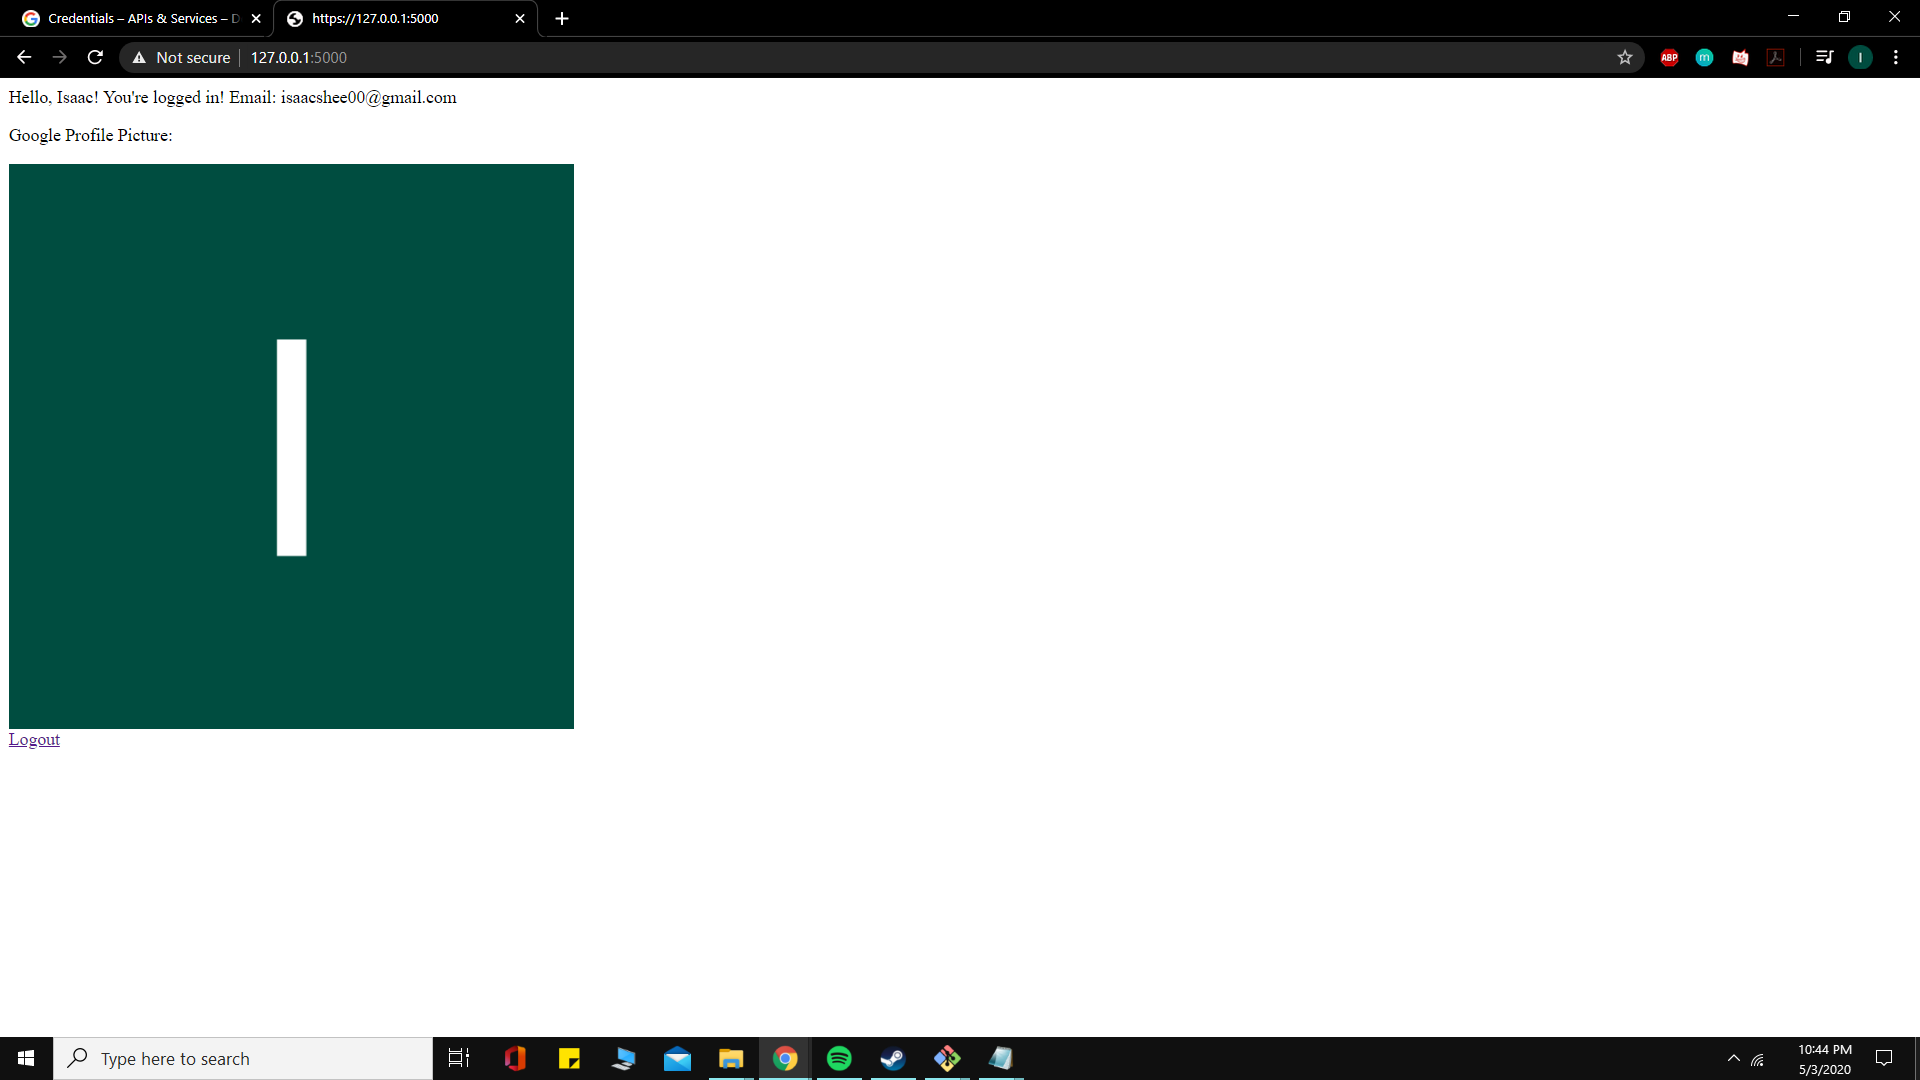 Credentials – APIs & Services – D
https://127.0.0.1:5000
Not secure
127.0.0.1:5000
ABP
m
I
Hello, Isaac! You're logged in! Email: isaacshee00@gmail.com
Google Profile Picture:
I
Logout
Type here to search
10:44 PM
5/3/2020